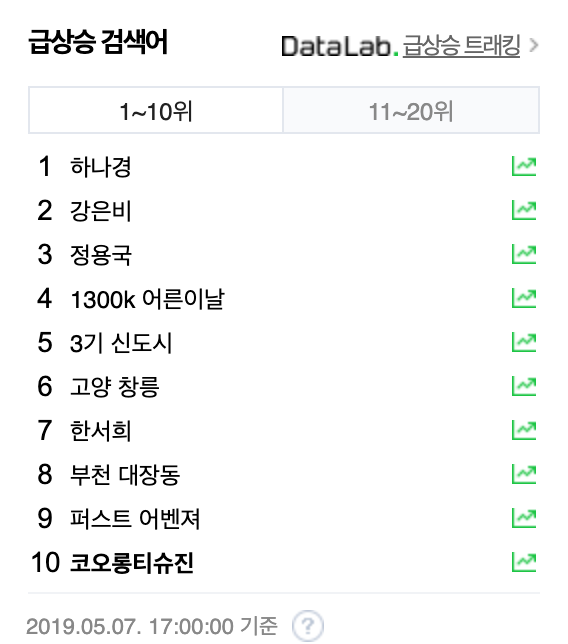 급상승 검색어
DataLab. 급상승 트래킹
1~10위
11~20위
1 하나경
2 강은비
3 정용국
4 1300k 어른이날
5 3기 신도시
6 고양 창릉
7 한서희
8 부천 대장동
9 퍼스트 어벤져
10 코오롱티슈진
2019.05.07. 17:00:00 기준 ?